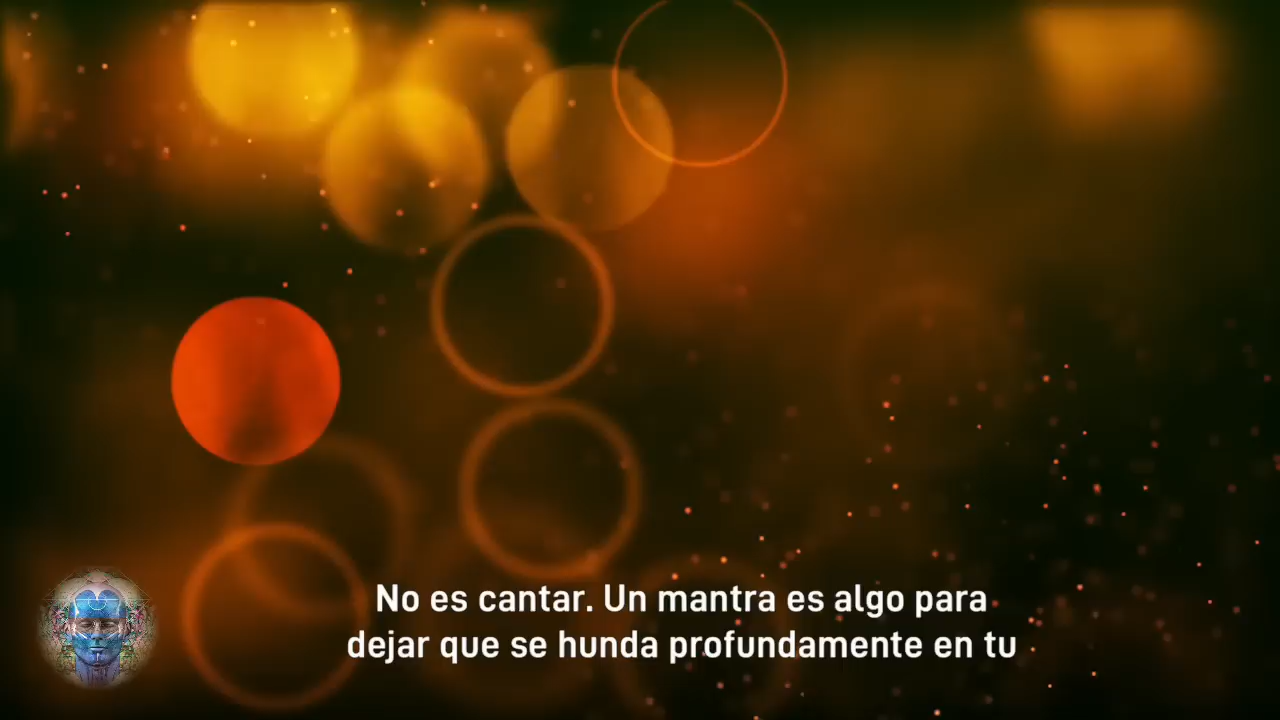 No es cantar. Un mantra es algo para
dejar que se hunda profundamente en tu